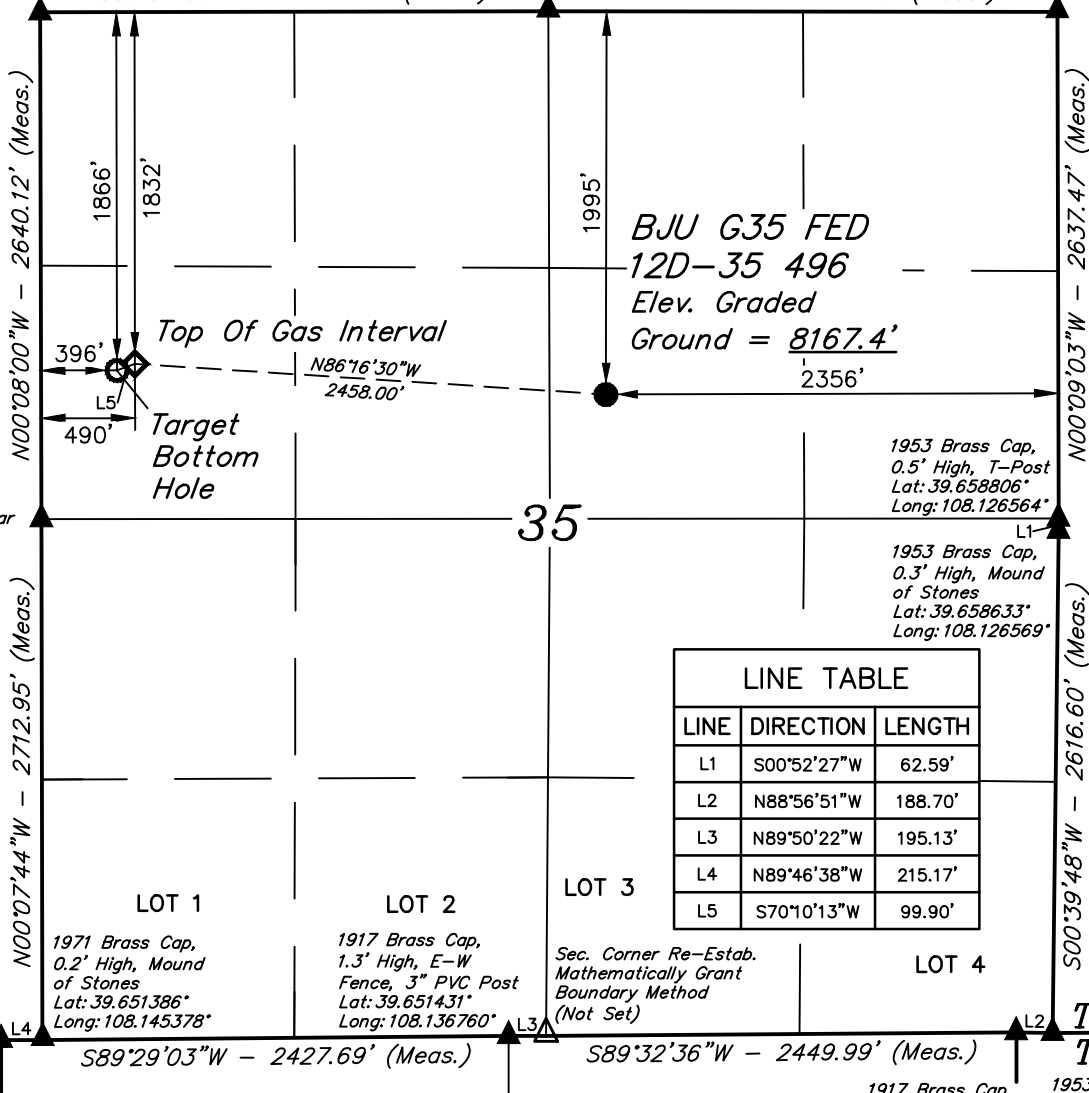 N00°08'00"W - 2640.12' (Meas.)
1866'
1832'
1995'
N00°09'03"W - 2637.47' (Meas.)
BJU G35 FED
12D-35 496
Elev. Graded
Ground = 8167.4'
Top Of Gas Interval
396'
N86°16'30"W
2458.00'
2356'
L5
490'
Target
Bottom
Hole
1953 Brass Cap,
0.5' High, T-Post
Lat: 39.658806°
Long: 108.126564°
35
L1
1953 Brass Cap,
0.3' High, Mound
of Stones
Lat: 39.658633°
Long: 108.126569°
N00°07'44"W - 2712.95' (Meas.)
S00°39'48"W - 2616.60' (Meas.)
LINE TABLE
LINE DIRECTION LENGTH
L1 S00°52'27"W 62.59'
L2 N88°56'51"W 188.70'
L3 N89°50'22"W 195.13'
L4 N89°46'38"W 215.17'
L5 S70°10'13"W 99.90'
LOT 1
LOT 2
LOT 3
LOT 4
1971 Brass Cap,
0.2' High, Mound
of Stones
Lat: 39.651386°
Long: 108.145378°
1917 Brass Cap,
1.3' High, E-W
Fence, 3" PVC Post
Lat: 39.651431°
Long: 108.136760°
Sec. Corner Re-Estab.
Mathematically Grant
Boundary Method
(Not Set)
L4
L3
L2
T
T
S89°29'03"W - 2427.69' (Meas.)
S89°32'36"W - 2449.99' (Meas.)
1917 Brass Cap
1953